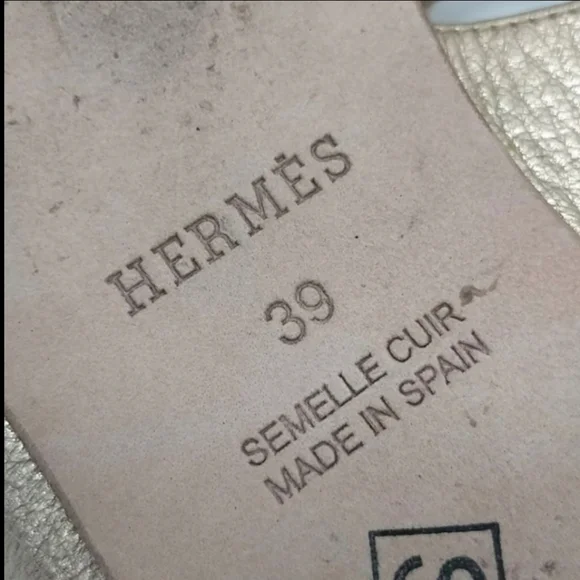 HERMÈS
39
SEMELLE CUIR
MADE IN SPAIN